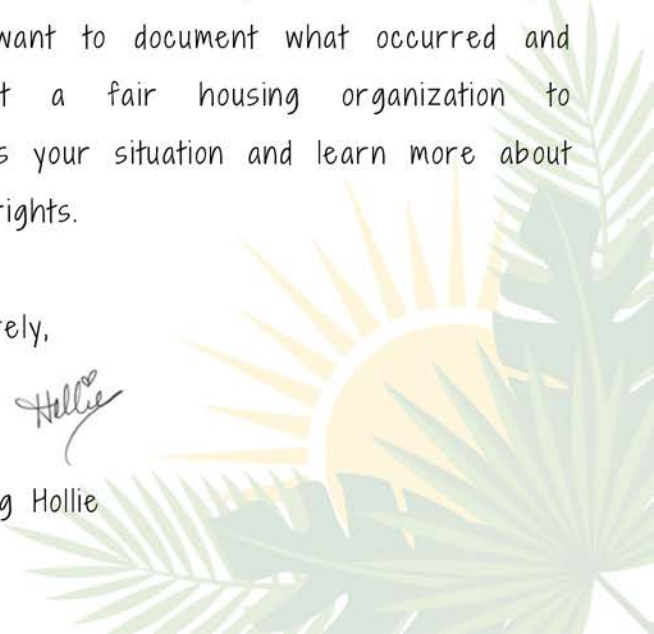 want to document what occurred and
t a fair housing organization to
s your situation and learn more about
rights.
ely,
Hollie
g Hollie